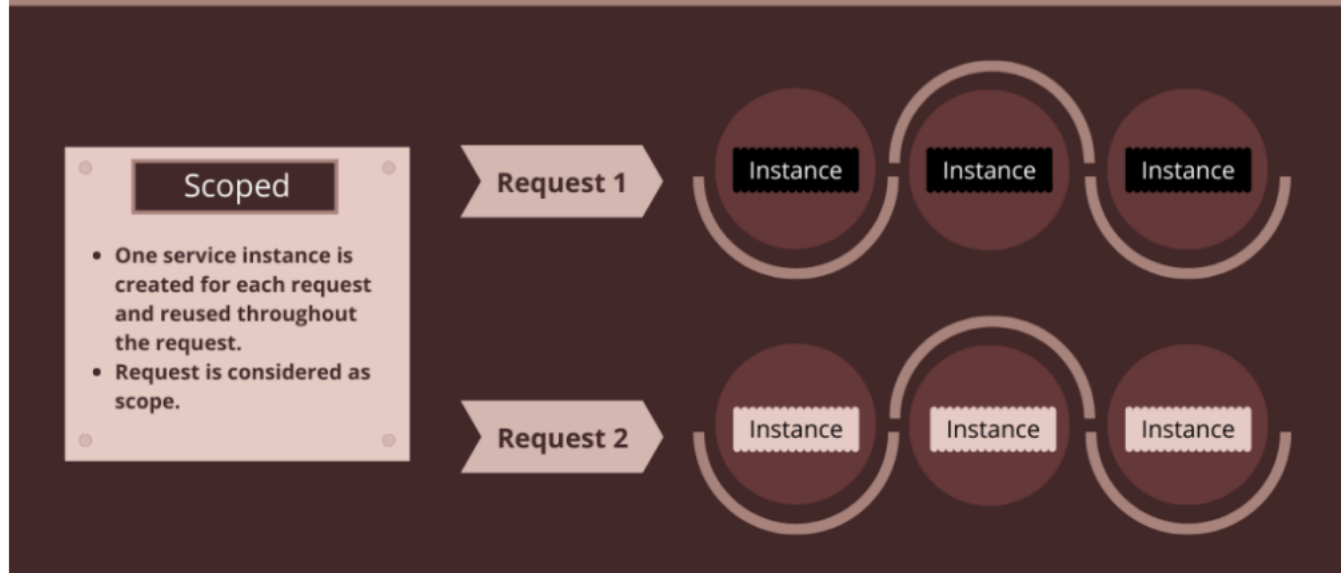 Scoped
• One service instance is
created for each request
and reused throughout
the request.
• Request is considered as
scope.
Request 1
Instance
Instance
Instance
Request 2
Instance
Instance
Instance